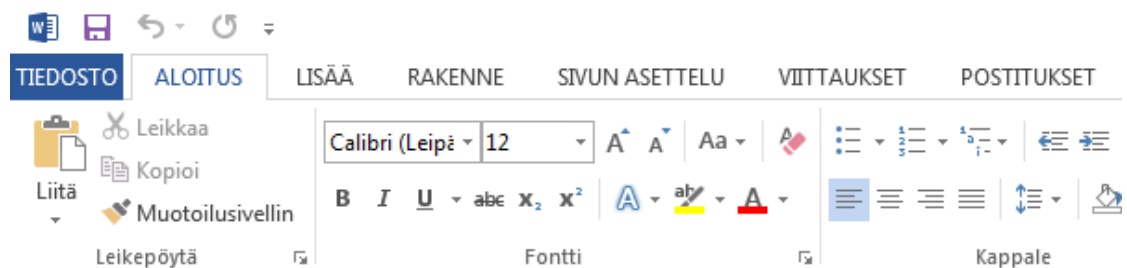 TIEDOSTO ALOITUS LISÄÄ RAKENNE SIVUN ASETTELU VIITTAUKSET POSTITUKSET
Leikkaa
Kopioi
Muotoilusivellin
Liitä
Leikepöytä
Calibri (Leipä 12 Aa
B I U abc x₂ x² A aby A
Fontti
Kappale